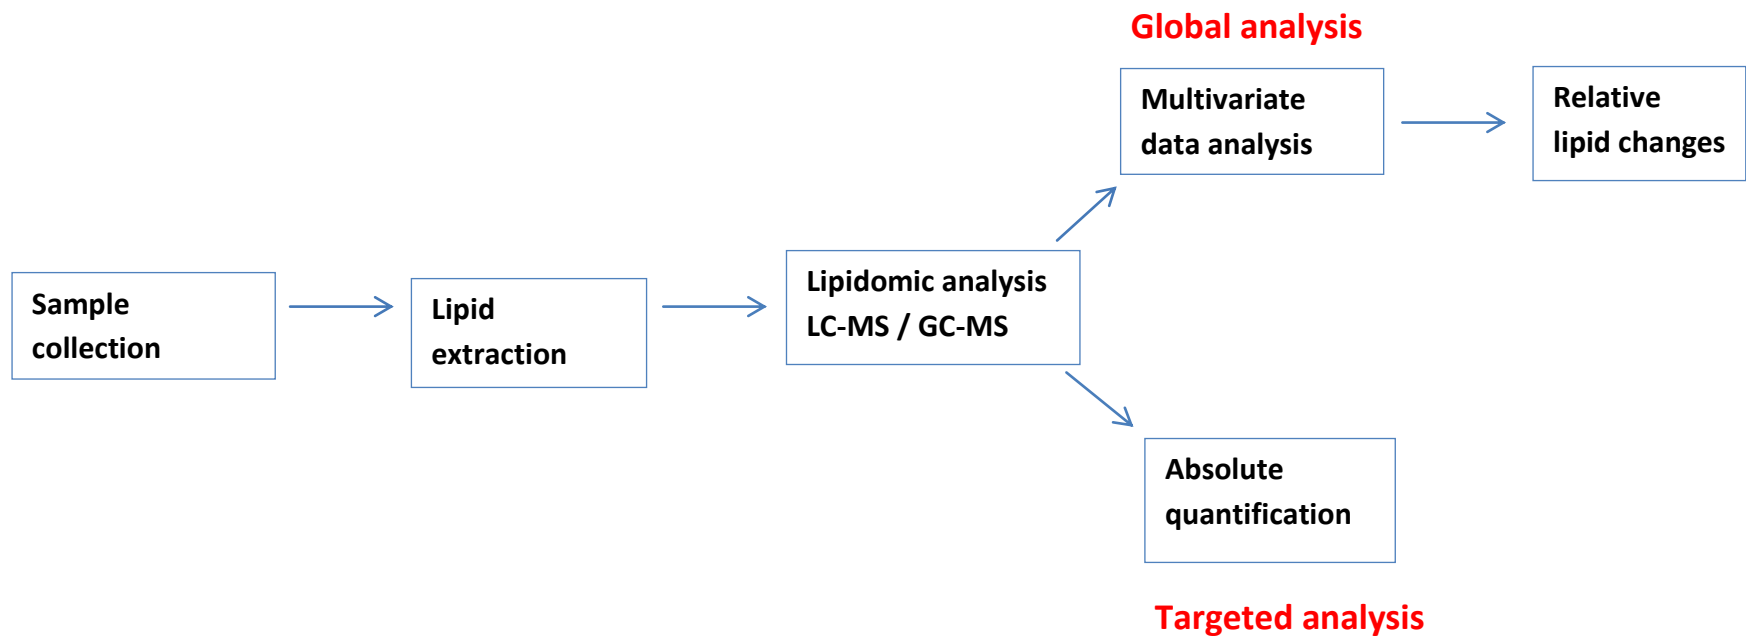 Global analysis
Multivariate
data analysis
Relative
lipid changes
Sample
collection
Lipid
extraction
Lipidomic analysis
LC-MS / GC-MS
Absolute
quantification
Targeted analysis